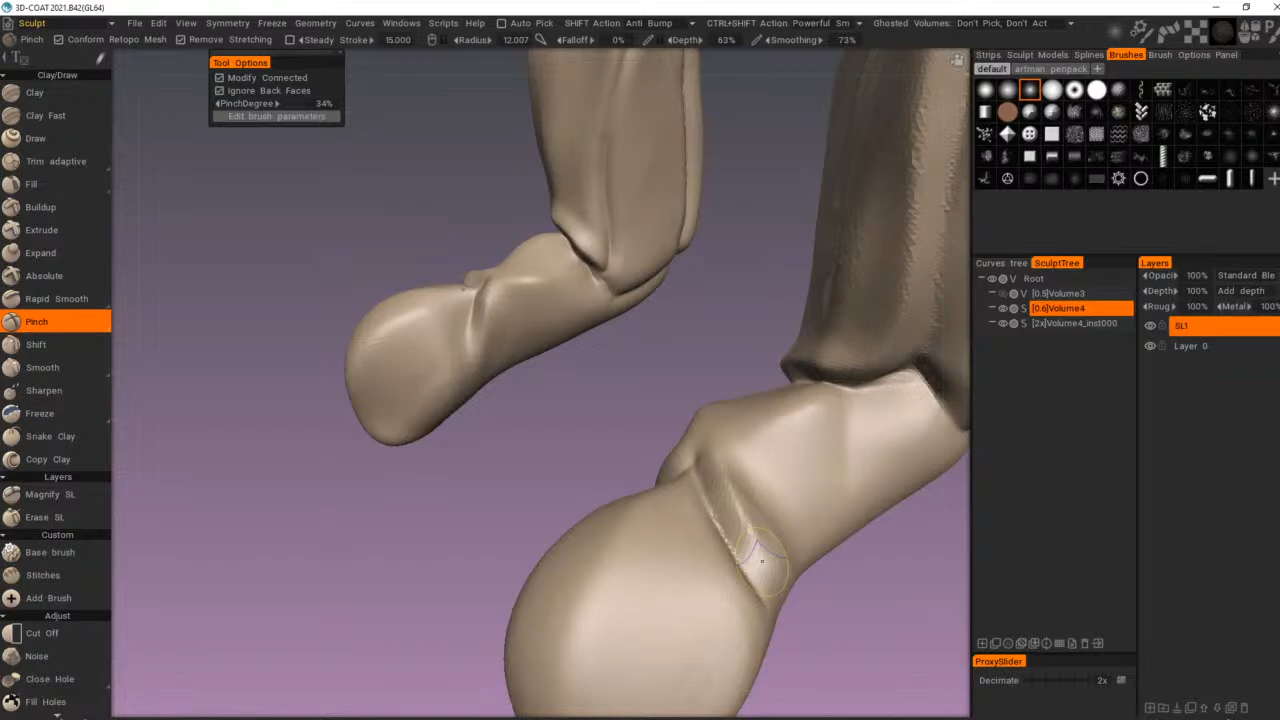 3D-COAT 2021.B42(GL64)
Sculpt File Edit View Symmetry Freeze Geometry Curves Windows Scripts Help Auto Pick SHIFT Action Anti Bump CTRL+SHIFT Action Powerful Sm Ghosted Volumes: Don't Pick, Don't Act
Pinch Conform Retopo Mesh Remove Stretching Steady Stroke 15.000 Radius 12.007 Falloff 0% Depth 63% Smoothing 73%
Tool Options
Modify Connected
Ignore Back Faces
PinchDegree 34%
Edit brush parameters
Clay/Draw
Clay
Clay Fast
Draw
Trim adaptive
Fill
Buildup
Extrude
Expand
Absolute
Rapid Smooth
Pinch
Shift
Smooth
Sharpen
Freeze
Snake Clay
Copy Clay
Layers
Magnify SL
Erase SL
Custom
Base brush
Stitches
Add Brush
Adjust
Cut Off
Noise
Close Hole
Fill Holes
Strips Sculpt Models Splines Brushes Brush Options Panel
default artman penpack
Curves tree SculptTree
V Root
V [0.5]Volume3
S [0.6]Volume4
S [2x]Volume4_inst000
ProxySlider
Decimate 2x
Layers
Opaci 100% Standard Ble
Depth 100% Add depth
Roug 100% Metal 100%
SL1
Layer 0